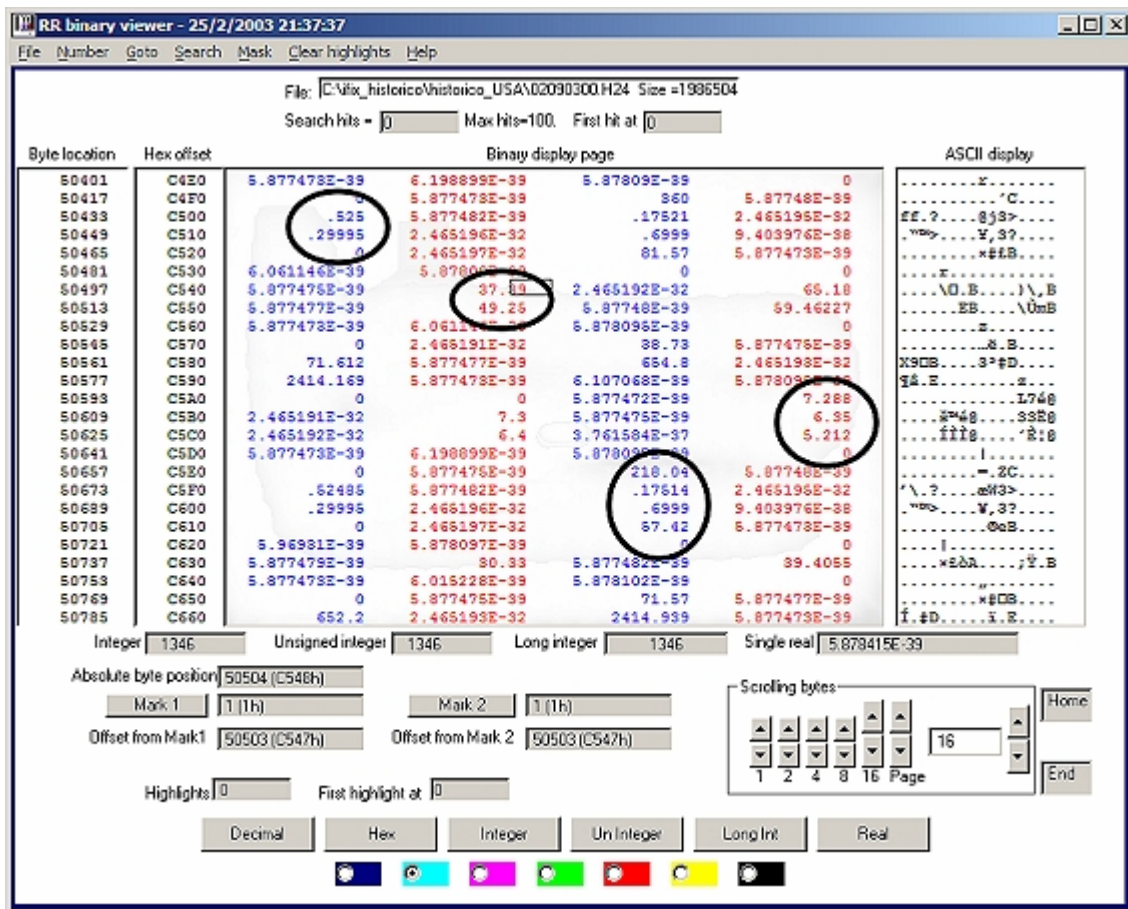 RR binary viewer - 25/2/2003 21:37:37
File Number Goto Search Mask Clear highlights Help
File: C:\ifix_historico\historico_USA\02090300.H24 Size =1986504
Search hits = 0 Max hits=100. First hit at 0
Byte location Hex offset Binary display page ASCII display
50401 C4E0 5.877473E-39 6.198899E-39 5.87809E-39 0
50417 C4F0 0 5.877473E-39 360 5.87748E-39
50433 C500 .525 5.877482E-39 .17521 2.465195E-32
50449 C510 .29995 2.465196E-32 .6999 9.403976E-38
50465 C520 0 2.465197E-32 81.57 5.877473E-39
50481 C530 6.061146E-39 0 0
50497 C540 5.877475E-39 2.465192E-32 65.18
50513 C550 5.877477E-39 49.25 5.87748E-39 59.46227
50529 C560 5.877473E-39 5.878095E-39 0
50545 C570 0 2.465191E-32 38.73 5.877475E-39
50561 C580 71.612 5.877477E-39 654.8 2.465193E-32
50577 C590 2414.169 5.877473E-39 6.107068E-39
50593 C5A0 0 0 5.877472E-39 7.288
50609 C5B0 2.465191E-32 7.3 5.877475E-39 6.35
50625 C5C0 2.465192E-32 6.4 3.761584E-37 5.212
50641 C5D0 5.877473E-39 6.198899E-39 0
50657 C5E0 0 5.877475E-39 218.04 5.87748E-39
50673 C5F0 .52485 5.877482E-39 .17514 2.465195E-32
50689 C600 .29995 2.465196E-32 .6999 9.403976E-38
50705 C610 0 2.465197E-32 57.42 5.877473E-39
50721 C620 5.96931E-39 5.878097E-39 0 0
50737 C630 5.877479E-39 30.33 5.877482E-39 39.4055
50753 C640 5.877473E-39 6.015228E-39 5.878102E-39 0
50769 C650 0 5.877475E-39 71.57 5.877477E-39
50785 C660 652.2 2.465193E-32 2414.939 5.877473E-39
Integer 1346 Unsigned integer 1346 Long integer 1346 Single real 5.878415E-39
Absolute byte position 50504 (C548h)
Mark 1 1 (1h) Mark 2 1 (1h)
Offset from Mark1 50503 (C547h) Offset from Mark 2 50503 (C547h)
Scrolling bytes
1 2 4 8 16 Page 16
Home
End
Highlights 0 First highlight at 0
Decimal Hex Integer Un Integer Long Int Real